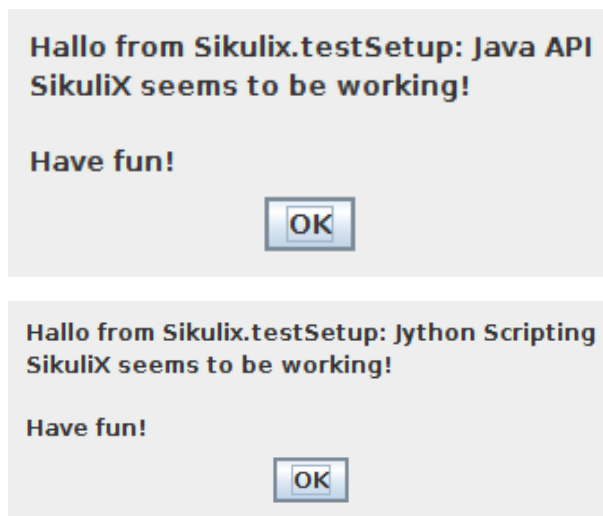 Hallo from Sikulix.testSetup: Java API
SikuliX seems to be working!
Have fun!
OK
Hallo from Sikulix.testSetup: Jython Scripting
SikuliX seems to be working!
Have fun!
OK